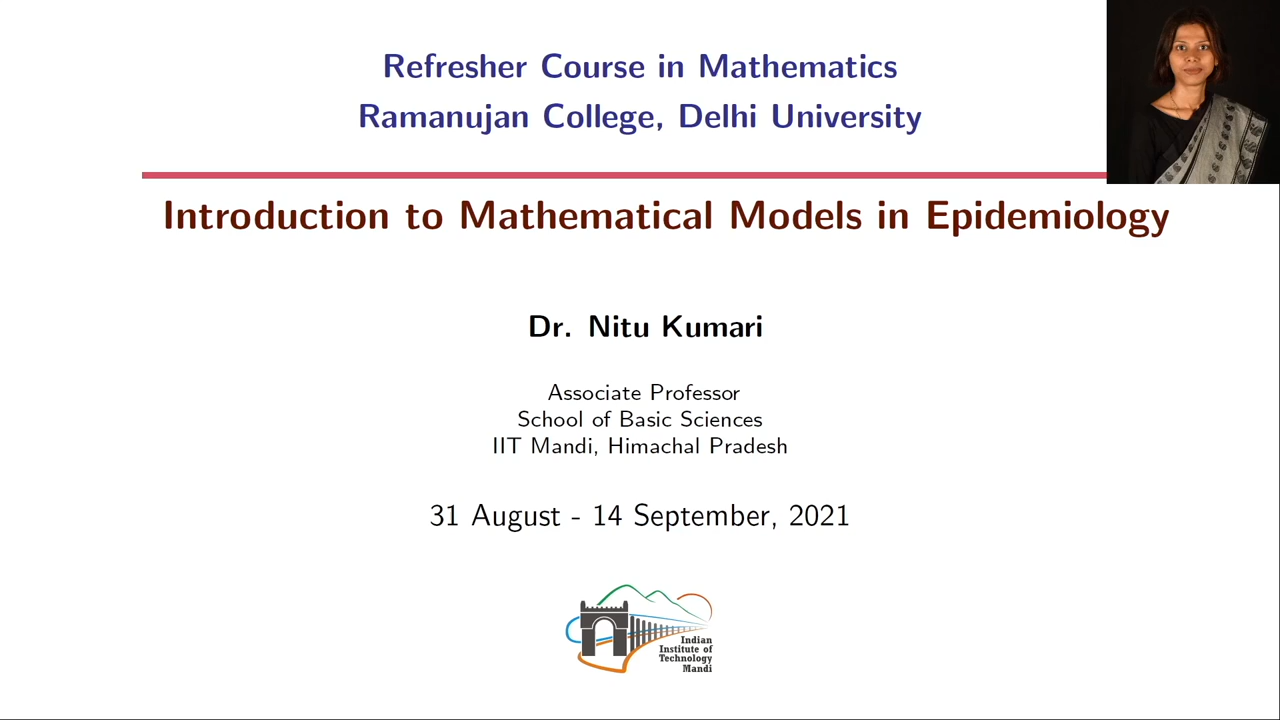 Refresher Course in Mathematics
Ramanujan College, Delhi University
Introduction to Mathematical Models in Epidemiology
Dr. Nitu Kumari
Associate Professor
School of Basic Sciences
IIT Mandi, Himachal Pradesh
31 August - 14 September, 2021
Indian
Institute of
Technology
Mandi